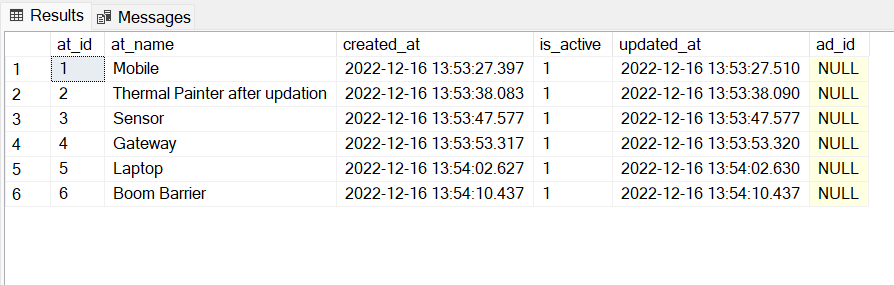 Results Messages
at_id at_name created_at is_active updated_at ad_id
1 1 Mobile 2022-12-16 13:53:27.397 1 2022-12-16 13:53:27.510 NULL
2 2 Thermal Painter after updation 2022-12-16 13:53:38.083 1 2022-12-16 13:53:38.090 NULL
3 3 Sensor 2022-12-16 13:53:47.577 1 2022-12-16 13:53:47.577 NULL
4 4 Gateway 2022-12-16 13:53:53.317 1 2022-12-16 13:53:53.320 NULL
5 5 Laptop 2022-12-16 13:54:02.627 1 2022-12-16 13:54:02.630 NULL
6 6 Boom Barrier 2022-12-16 13:54:10.437 1 2022-12-16 13:54:10.437 NULL